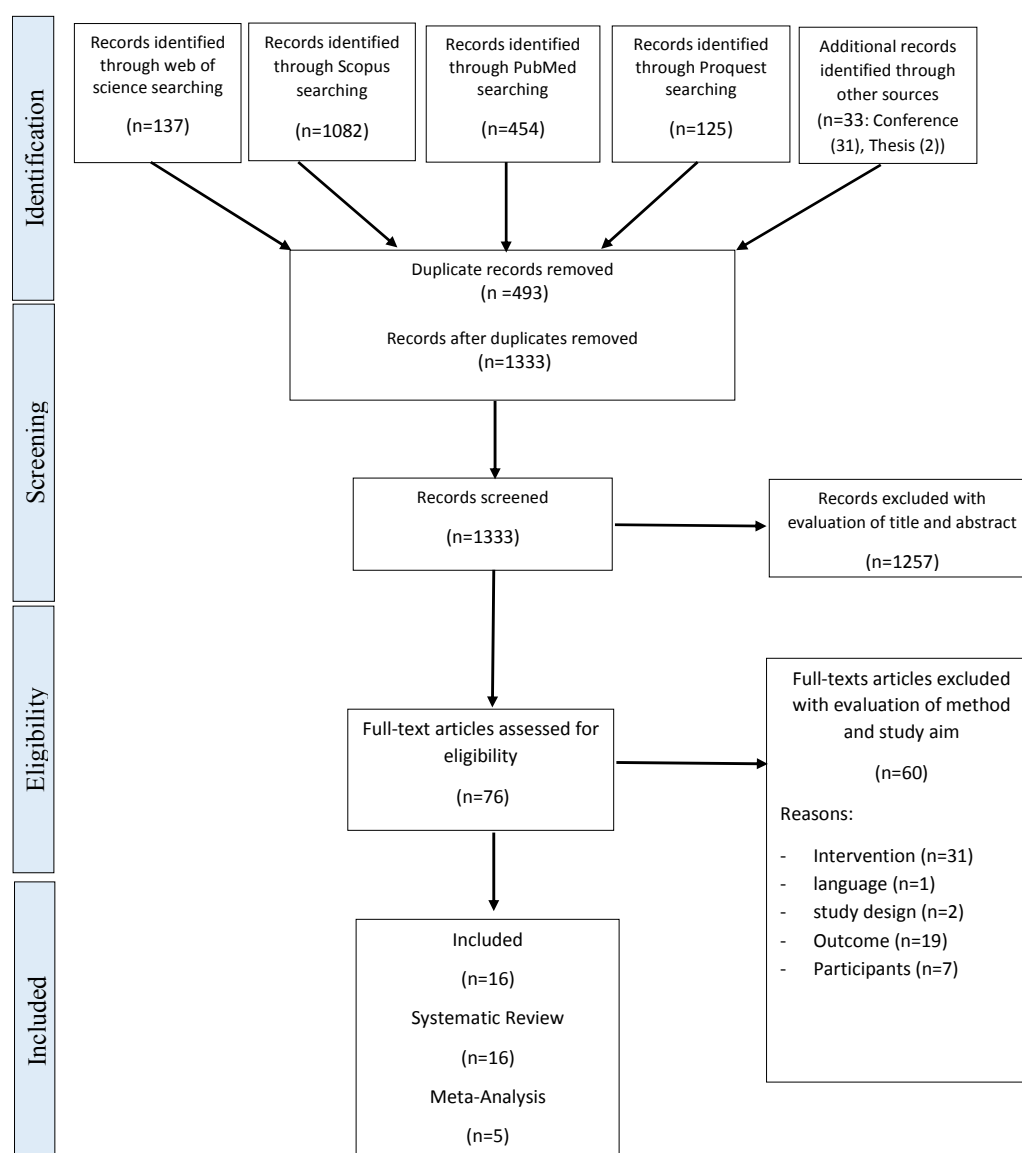 Identification
Records identified
through web of
science searching
(n=137)
Records identified
through Scopus
searching
(n=1082)
Records identified
through PubMed
searching
(n=454)
Records identified
through Proquest
searching
(n=125)
Additional records
identified through
other sources
(n=33: Conference
(31), Thesis (2))
Duplicate records removed
(n =493)
Records after duplicates removed
(n=1333)
Screening
Records screened
(n=1333)
Records excluded with
evaluation of title and abstract
(n=1257)
Eligibility
Full-text articles assessed for
eligibility
(n=76)
Full-texts articles excluded
with evaluation of method
and study aim
(n=60)
Reasons:
- Intervention (n=31)
- language (n=1)
- study design (n=2)
- Outcome (n=19)
- Participants (n=7)
Included
Included
(n=16)
Systematic Review
(n=16)
Meta-Analysis
(n=5)